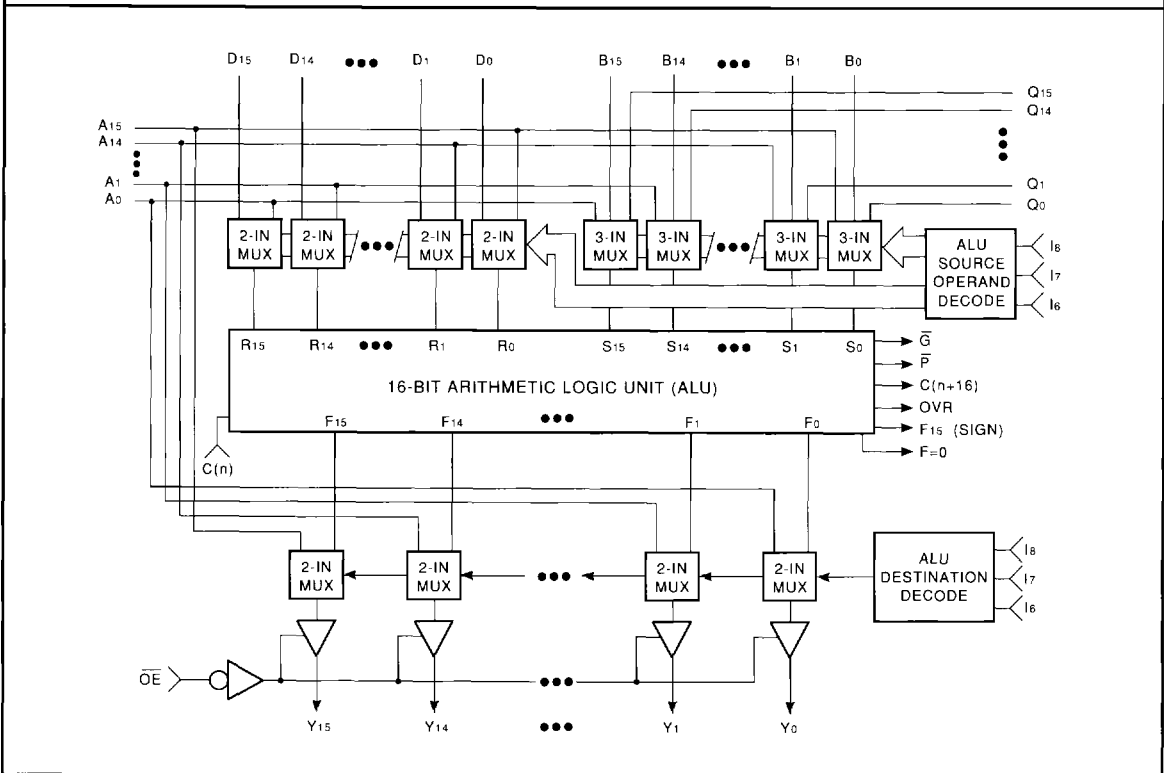 D15 D14 ••• D1 D0 B15 B14 ••• B1 B0
Q15
Q14
A15
A14
A1
A0
Q1
Q0
2-IN MUX 2-IN MUX ••• 2-IN MUX 2-IN MUX 3-IN MUX 3-IN MUX ••• 3-IN MUX 3-IN MUX
ALU
SOURCE
OPERAND
DECODE
I8
I7
I6
R15 R14 ••• R1 R0 S15 S14 ••• S1 S0
16-BIT ARITHMETIC LOGIC UNIT (ALU)
F15 F14 ••• F1 F0
G̅
P̅
C(n+16)
OVR
F15 (SIGN)
F=0
C(n)
2-IN MUX 2-IN MUX ••• 2-IN MUX 2-IN MUX
ALU
DESTINATION
DECODE
I8
I7
I6
O̅E̅
Y15 Y14 ••• Y1 Y0